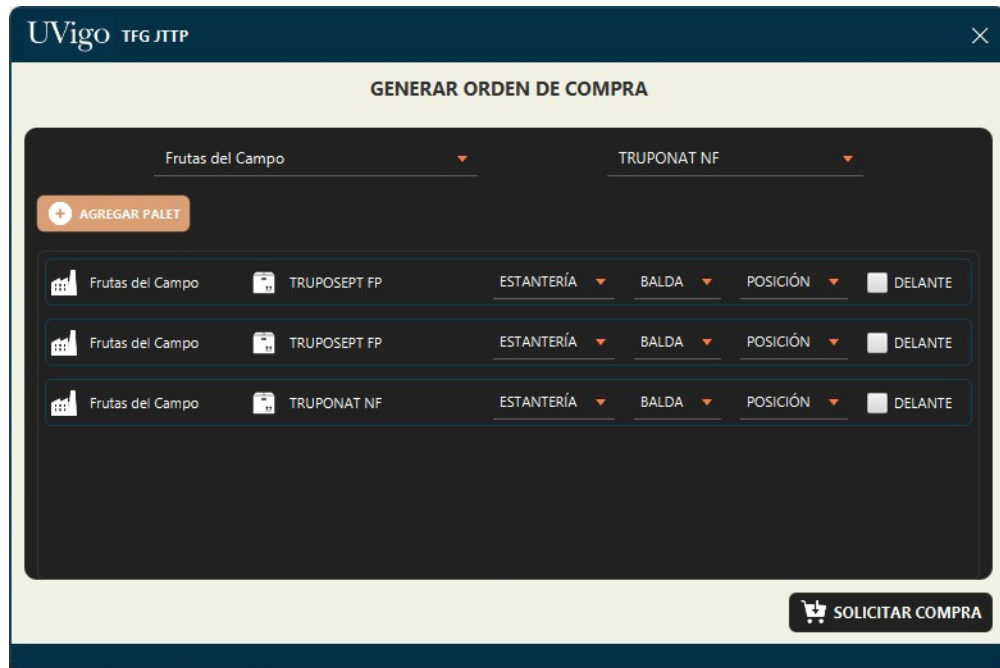 UVigo TFG JTTP
GENERAR ORDEN DE COMPRA
Frutas del Campo TRUPONAT NF
AGREGAR PALET
Frutas del Campo TRUPOSEPT FP ESTANTERÍA BALDA POSICIÓN DELANTE
Frutas del Campo TRUPOSEPT FP ESTANTERÍA BALDA POSICIÓN DELANTE
Frutas del Campo TRUPONAT NF ESTANTERÍA BALDA POSICIÓN DELANTE
SOLICITAR COMPRA